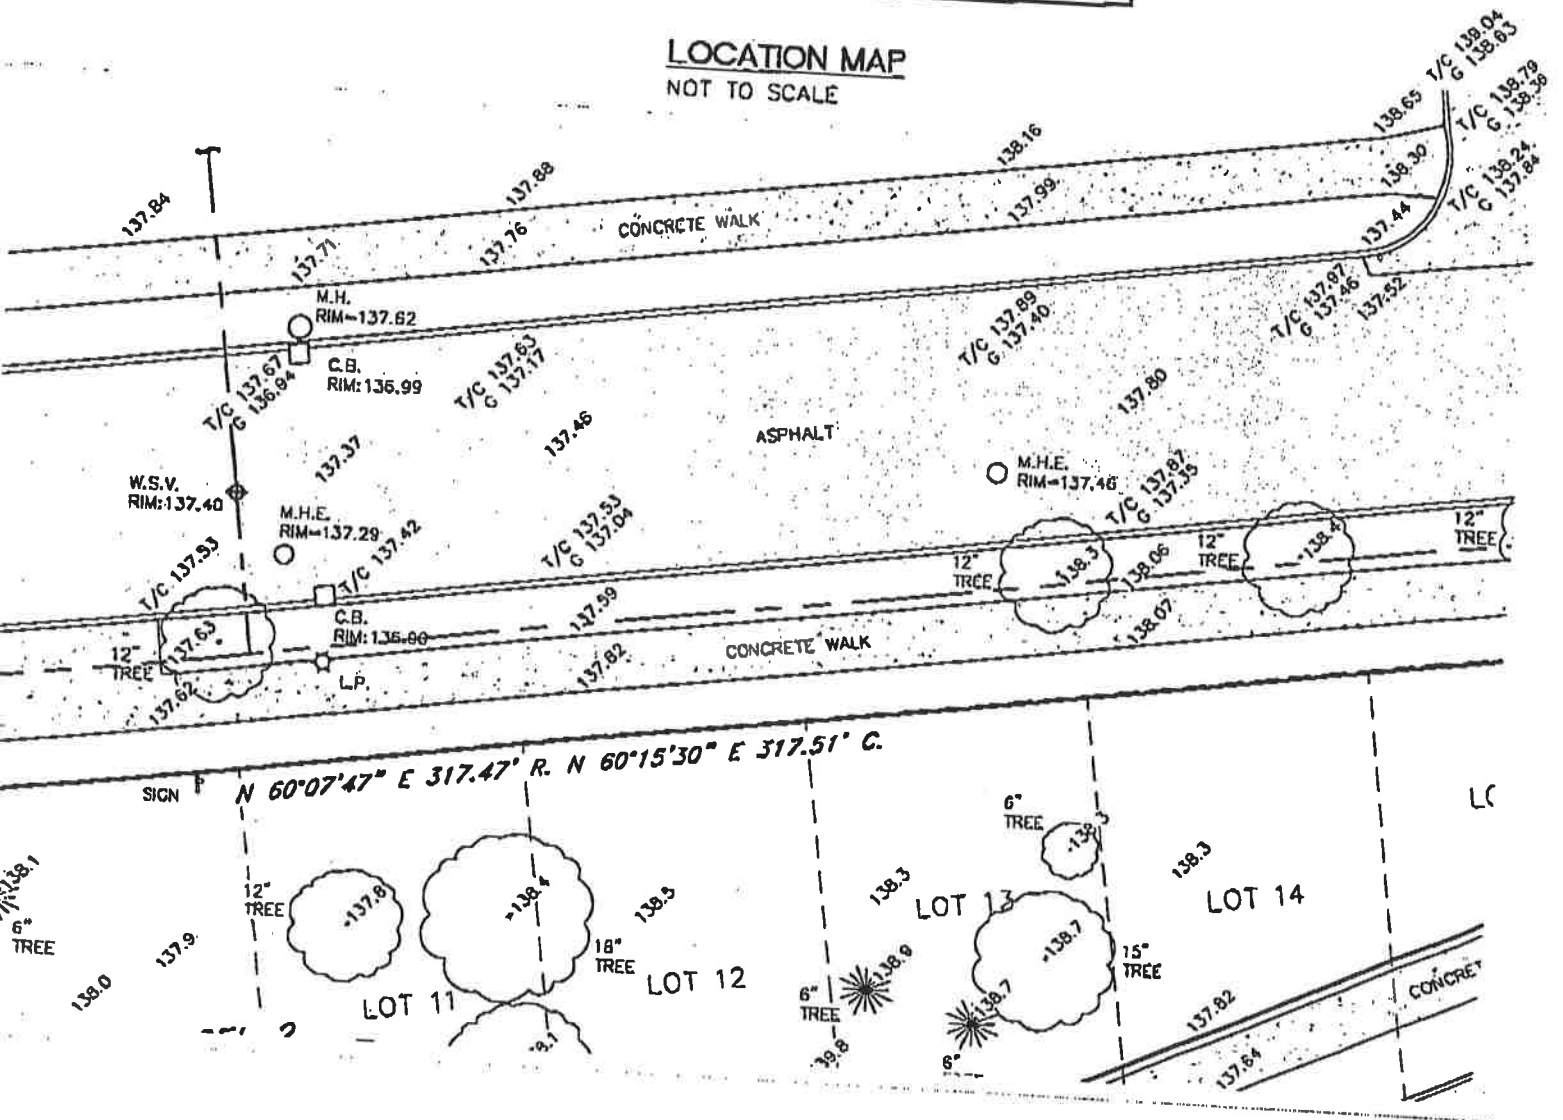 LOCATION MAP
NOT TO SCALE
T/C 139.04
G 138.63
T/C 138.79
G 138.36
138.65
138.16
137.88
137.84
138.30
T/C 138.24
G 137.84
137.99
137.44
CONCRETE WALK
137.76
137.71
M.H.
RIM=137.62
T/C 137.97
G 137.46
137.52
T/C 137.89
G 137.40
T/C 137.63
G 137.17
C.B.
RIM:136.99
T/C 137.67
G 136.94
137.80
137.46
ASPHALT
137.37
M.H.E.
RIM=137.46
W.S.V.
RIM:137.40
T/C 137.87
G 137.35
M.H.E.
RIM=137.29
T/C 137.42
T/C 137.53
G 137.04
T/C 137.53
12"
TREE
138.3
138.06
12"
TREE
138.4
12"
TREE
137.59
C.B.
RIM:136.90
137.63
12"
TREE
138.07
CONCRETE WALK
137.82
137.62
L.P.
SIGN
N 60°07'47" E 317.47' R. N 60°15'30" E 317.51' C.
6"
TREE
138.3
138.3
LOT 14
138.3
LOT 13
138.1
6"
TREE
12"
TREE
137.8
138.4
138.5
18"
TREE
LOT 12
137.9
138.0
LOT 11
138.9
6"
TREE
138.7
138.7
15"
TREE
6"
137.82
137.64